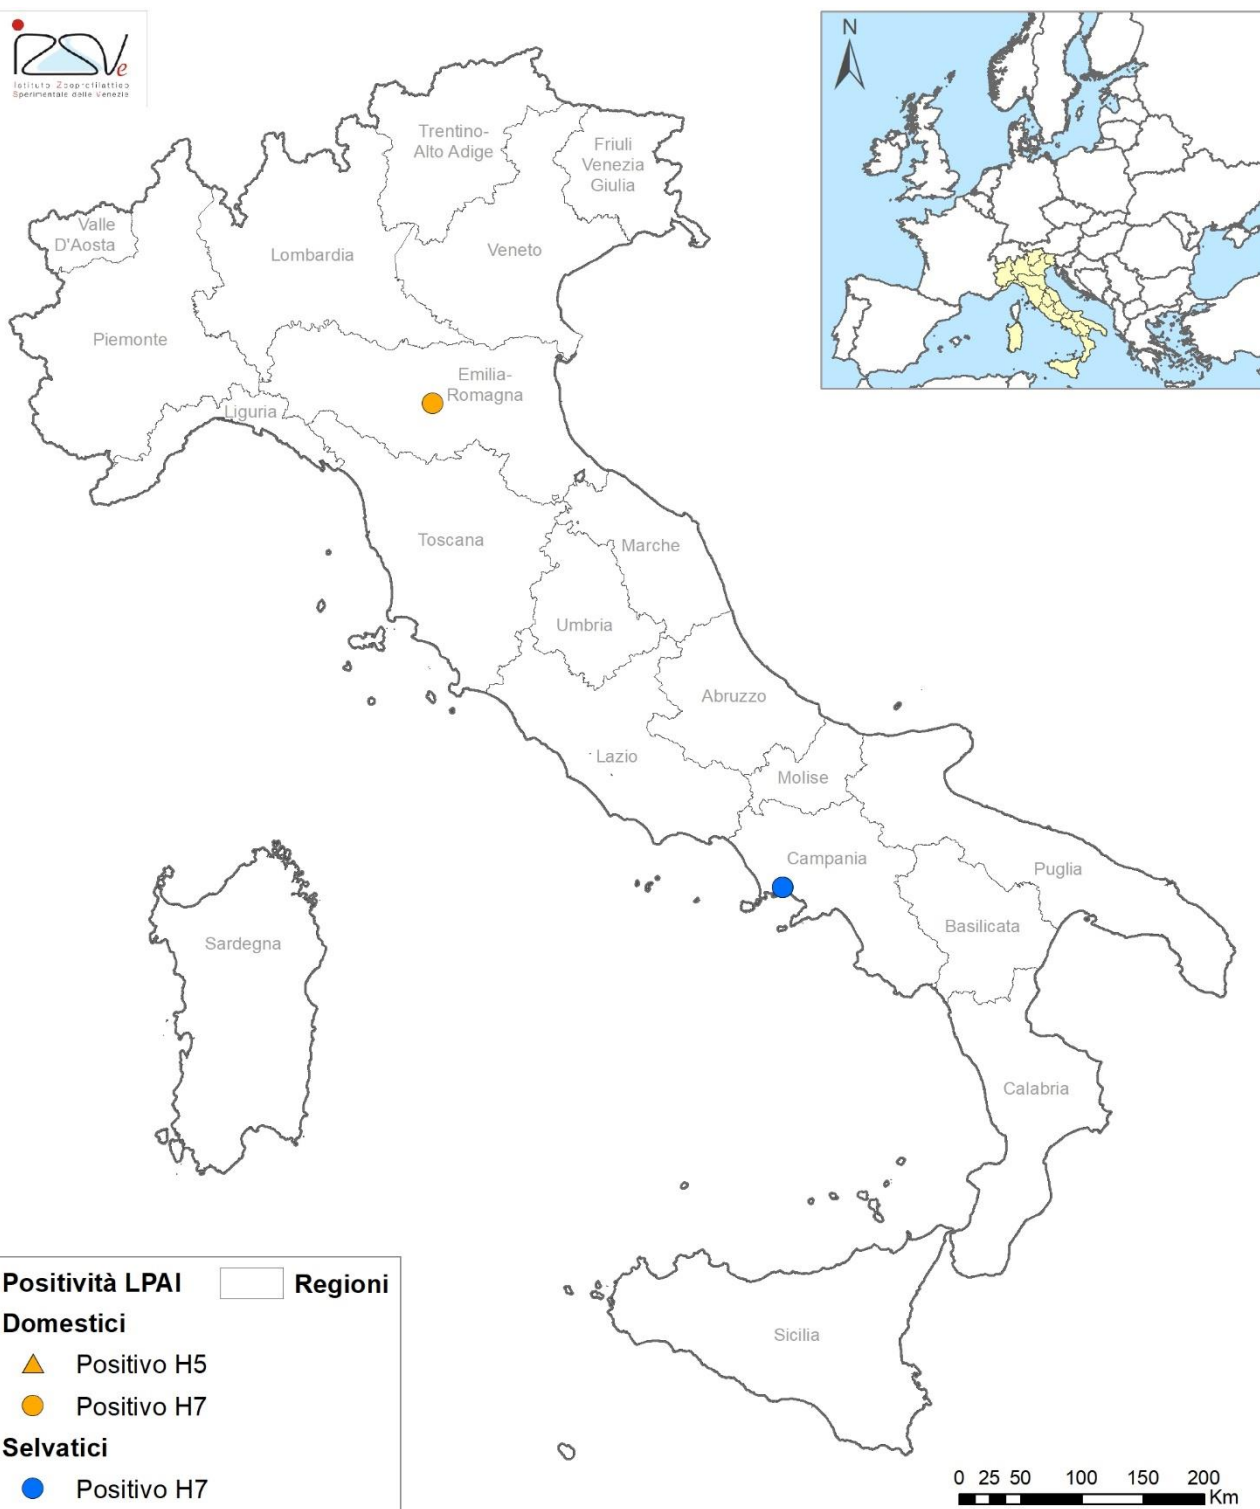 IZSVe
Istituto Zooprofilattico
Sperimentale delle Venezie
N
Trentino-
Alto Adige
Friuli
Venezia
Giulia
Valle
D'Aosta
Lombardia
Veneto
Piemonte
Emilia-
Romagna
Liguria
Toscana
Marche
Umbria
Abruzzo
Lazio
Molise
Campania
Puglia
Basilicata
Sardegna
Calabria
Sicilia
Positività LPAI
Regioni
Domestici
Positivo H5
Positivo H7
Selvatici
Positivo H7
0 25 50 100 150 200
Km